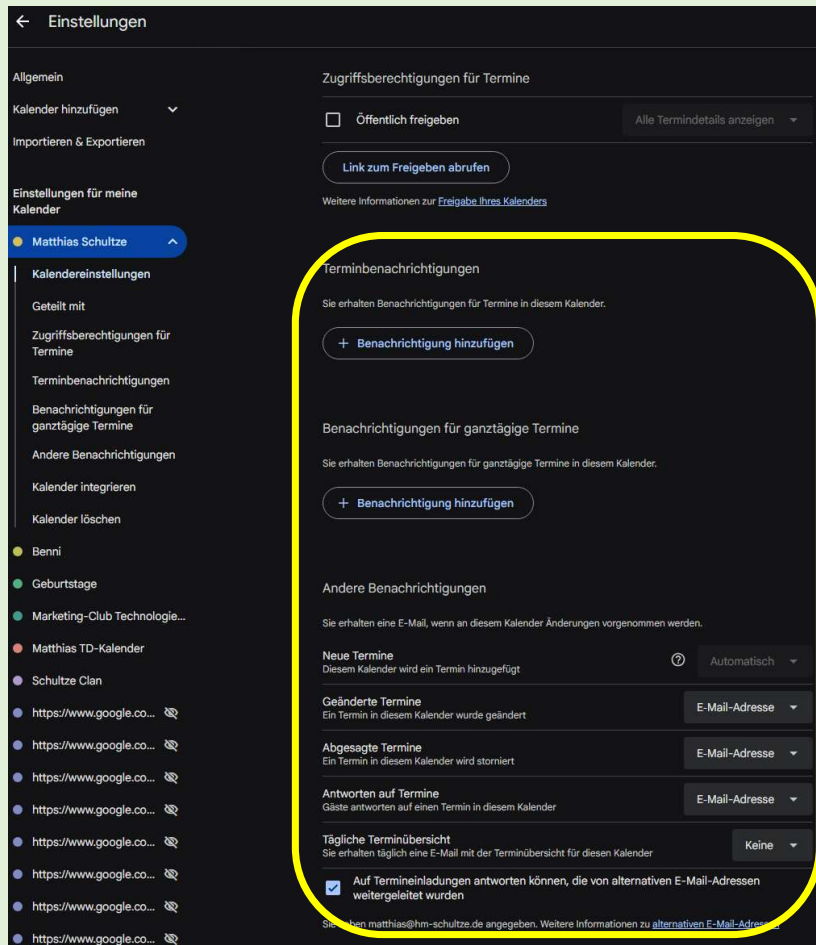 Einstellungen
Allgemein
Kalender hinzufügen
Importieren & Exportieren
Einstellungen für meine
Kalender
Matthias Schultze
Kalendereinstellungen
Geteilt mit
Zugriffsberechtigungen für
Termine
Terminbenachrichtigungen
Benachrichtigungen für
ganztägige Termine
Andere Benachrichtigungen
Kalender integrieren
Kalender löschen
Benni
Geburtstage
Marketing-Club Technologie...
Matthias TD-Kalender
Schultze Clan
https://www.google.co...
https://www.google.co...
https://www.google.co...
https://www.google.co...
https://www.google.co...
https://www.google.co...
https://www.google.co...
https://www.google.co...
Zugriffsberechtigungen für Termine
Öffentlich freigeben
Alle Termindetails anzeigen
Link zum Freigeben abrufen
Weitere Informationen zur Freigabe Ihres Kalenders
Terminbenachrichtigungen
Sie erhalten Benachrichtigungen für Termine in diesem Kalender.
+ Benachrichtigung hinzufügen
Benachrichtigungen für ganztägige Termine
Sie erhalten Benachrichtigungen für ganztägige Termine in diesem Kalender.
+ Benachrichtigung hinzufügen
Andere Benachrichtigungen
Sie erhalten eine E-Mail, wenn an diesem Kalender Änderungen vorgenommen werden.
Neue Termine
Diesem Kalender wird ein Termin hinzugefügt
Automatisch
Geänderte Termine
Ein Termin in diesem Kalender wurde geändert
E-Mail-Adresse
Abgesagte Termine
Ein Termin in diesem Kalender wird storniert
E-Mail-Adresse
Antworten auf Termine
Gäste antworten auf einen Termin in diesem Kalender
E-Mail-Adresse
Tägliche Terminübersicht
Sie erhalten täglich eine E-Mail mit der Terminübersicht für diesen Kalender
Keine
Auf Termineinladungen antworten können, die von alternativen E-Mail-Adressen
weitergeleitet wurden
Sie haben matthias@hm-schultze.de angegeben. Weitere Informationen zu alternativen E-Mail-Adressen